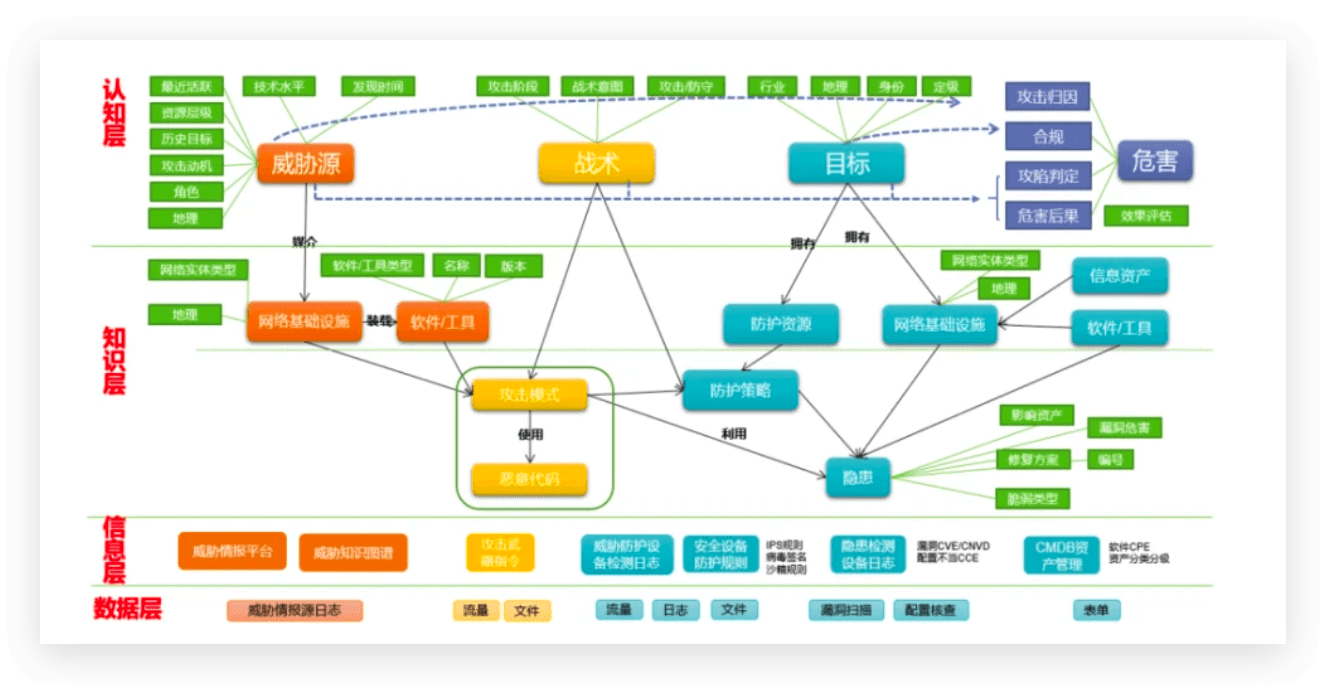 认知层
最近活跃
技术水平
发现时间
攻击阶段
战术意图
攻击/防守
行业
地理
身份
定级
资源层级
历史目标
攻击动机
角色
地理
威胁源
战术
目标
攻击归因
合规
攻陷判定
危害后果
危害
效果评估
媒介
拥有
拥有
知识层
网络实体类型
地理
软件/工具类型
名称
版本
网络基础设施
装载
软件/工具
防护资源
网络实体类型
地理
网络基础设施
信息资产
软件/工具
攻击模式
使用
恶意代码
防护策略
利用
隐患
影响资产
漏洞危害
修复方案
编号
脆弱类型
信息层
威胁情报平台
威胁知识图谱
攻击武
器指令
威胁防护设
备检测日志
安全设备
防护规则
IPS规则
病毒签名
沙箱规则
隐患检测
设备日志
漏洞CVE/CNVD
配置不当CCE
CMDB资
产管理
软件CPE
资产分类分级
数据层
威胁情报源日志
流量
文件
流量
日志
文件
漏洞扫描
配置核查
表单